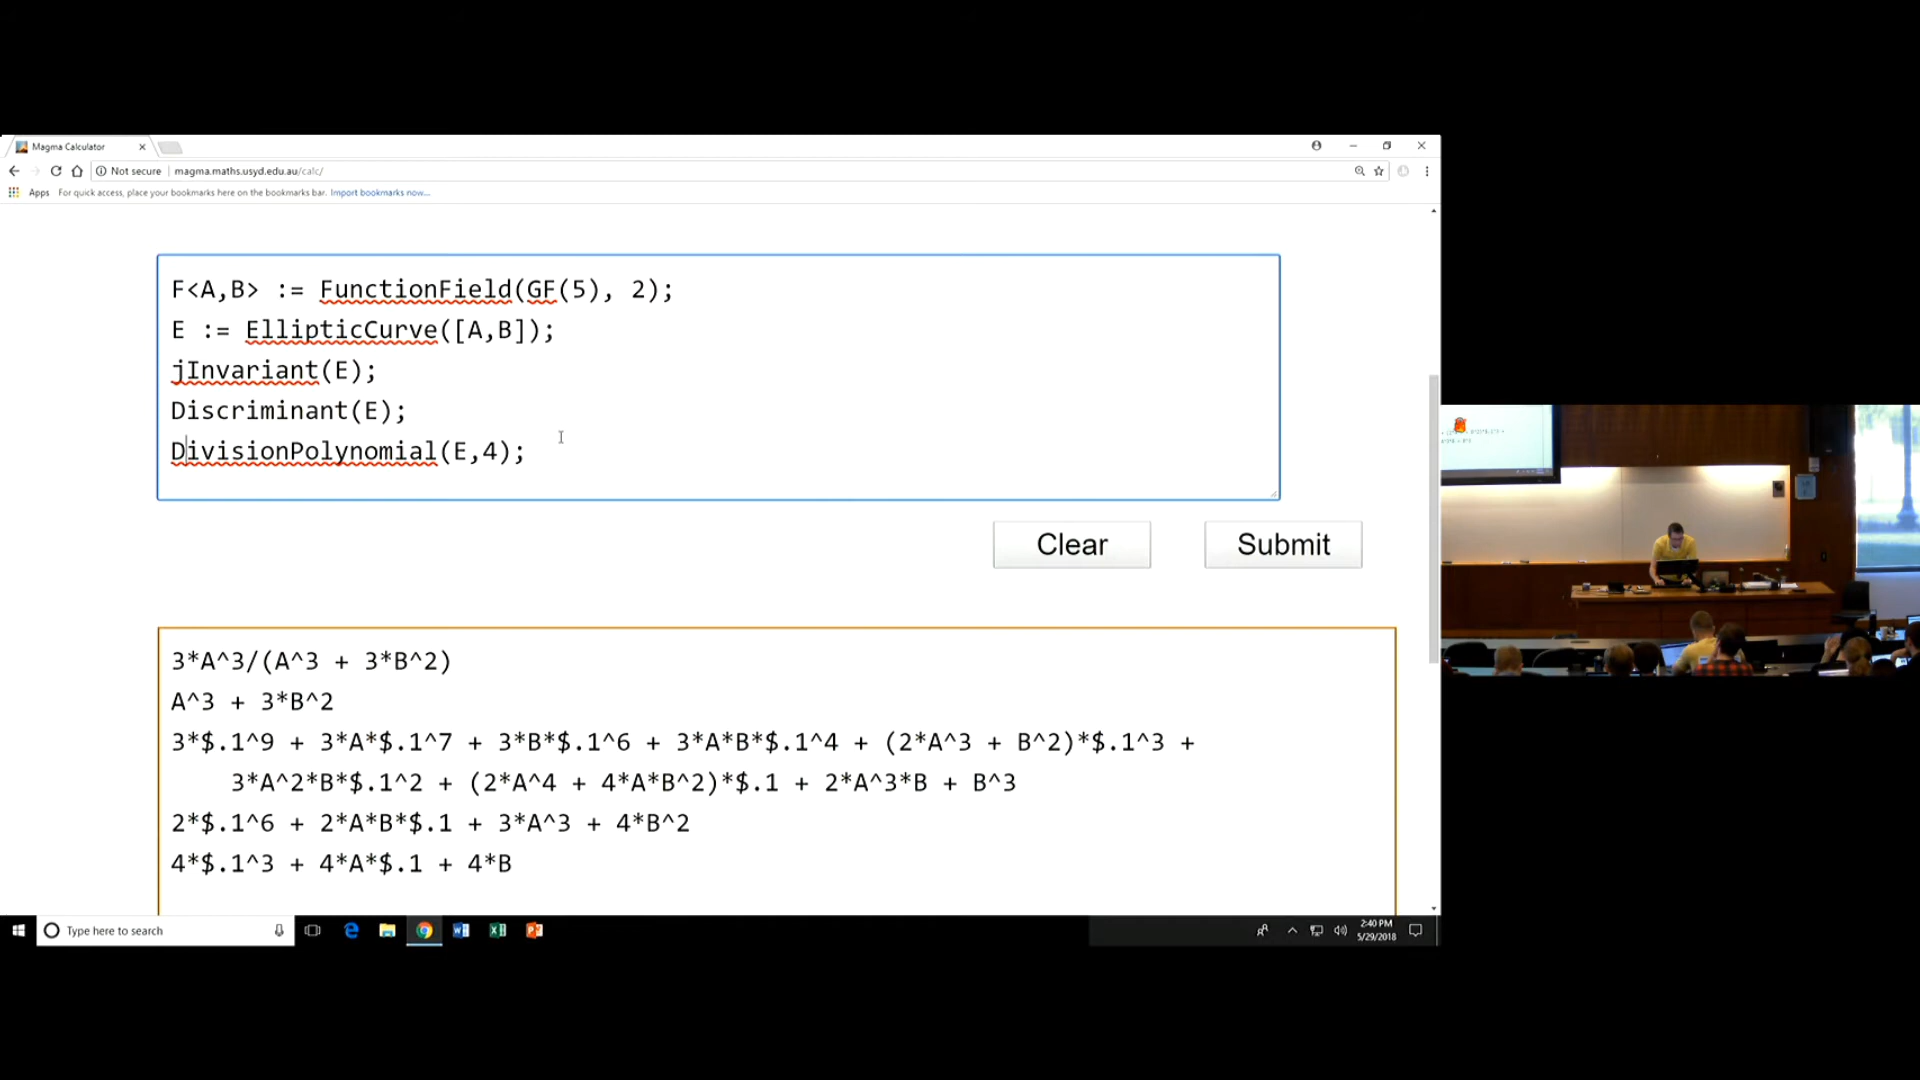 Magma Calculator
Not secure | magma.maths.usyd.edu.au/calc/
Apps For quick access, place your bookmarks here on the bookmarks bar. Import bookmarks now...
F<A,B> := FunctionField(GF(5), 2);
E := EllipticCurve([A,B]);
jInvariant(E);
Discriminant(E);
DivisionPolynomial(E,4);
Clear
Submit
3*A^3/(A^3 + 3*B^2)
A^3 + 3*B^2
3*$.1^9 + 3*A*$.1^7 + 3*B*$.1^6 + 3*A*B*$.1^4 + (2*A^3 + B^2)*$.1^3 +
3*A^2*B*$.1^2 + (2*A^4 + 4*A*B^2)*$.1 + 2*A^3*B + B^3
2*$.1^6 + 2*A*B*$.1 + 3*A^3 + 4*B^2
4*$.1^3 + 4*A*$.1 + 4*B
Type here to search
2:40 PM
5/29/2018